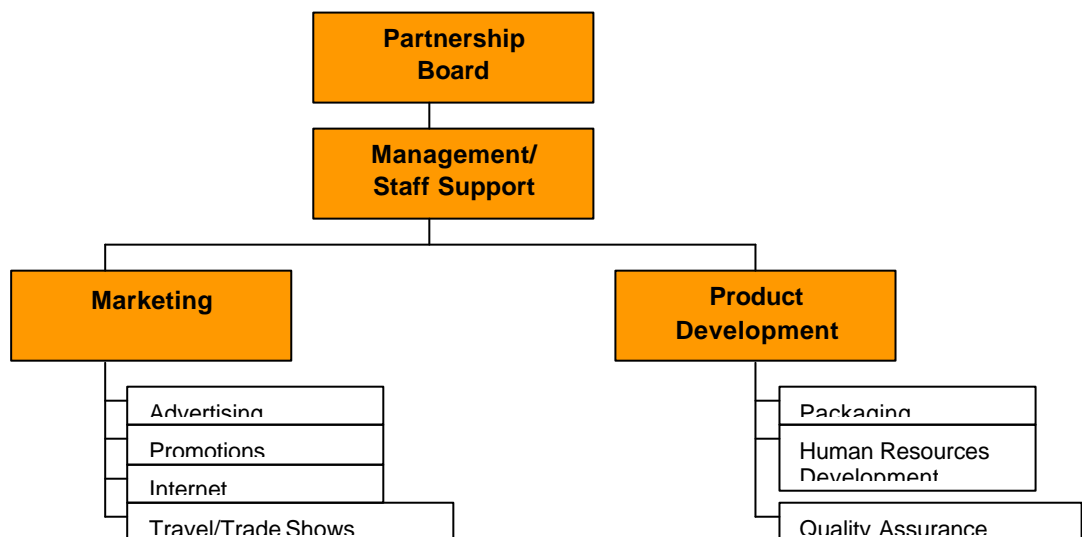 Partnership
Board
Management/
Staff Support
Marketing
Product
Development
Advertising
Promotions
Internet
Travel/Trade Shows
Packaging
Human Resources
Development
Quality Assurance